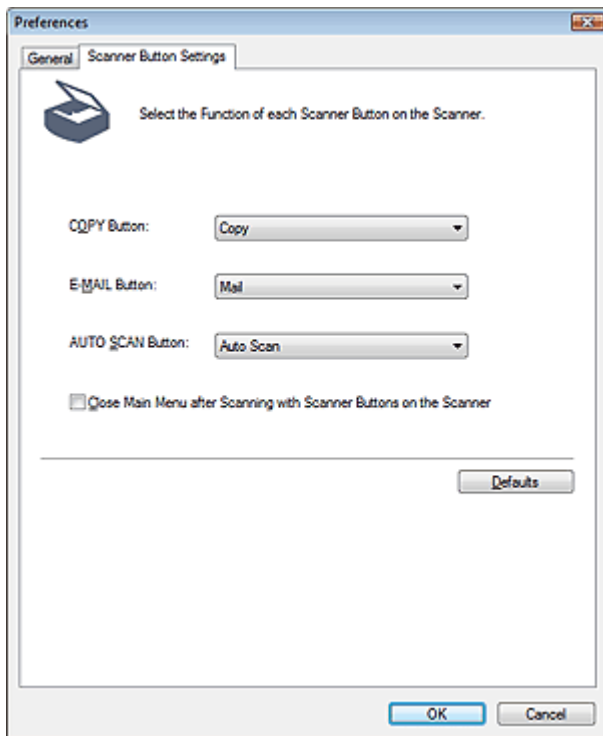 Preferences
General
Scanner Button Settings
Select the Function of each Scanner Button on the Scanner.
COPY Button:
Copy
E-MAIL Button:
Mail
AUTO SCAN Button:
Auto Scan
Close Main Menu after Scanning with Scanner Buttons on the Scanner
Defaults
OK
Cancel